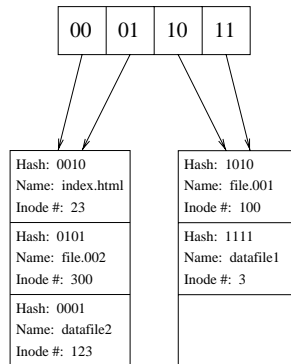 00 01 10 11
Hash: 0010
Name: index.html
Inode #: 23
Hash: 0101
Name: file.002
Inode #: 300
Hash: 0001
Name: datafile2
Inode #: 123
Hash: 1010
Name: file.001
Inode #: 100
Hash: 1111
Name: datafile1
Inode #: 3